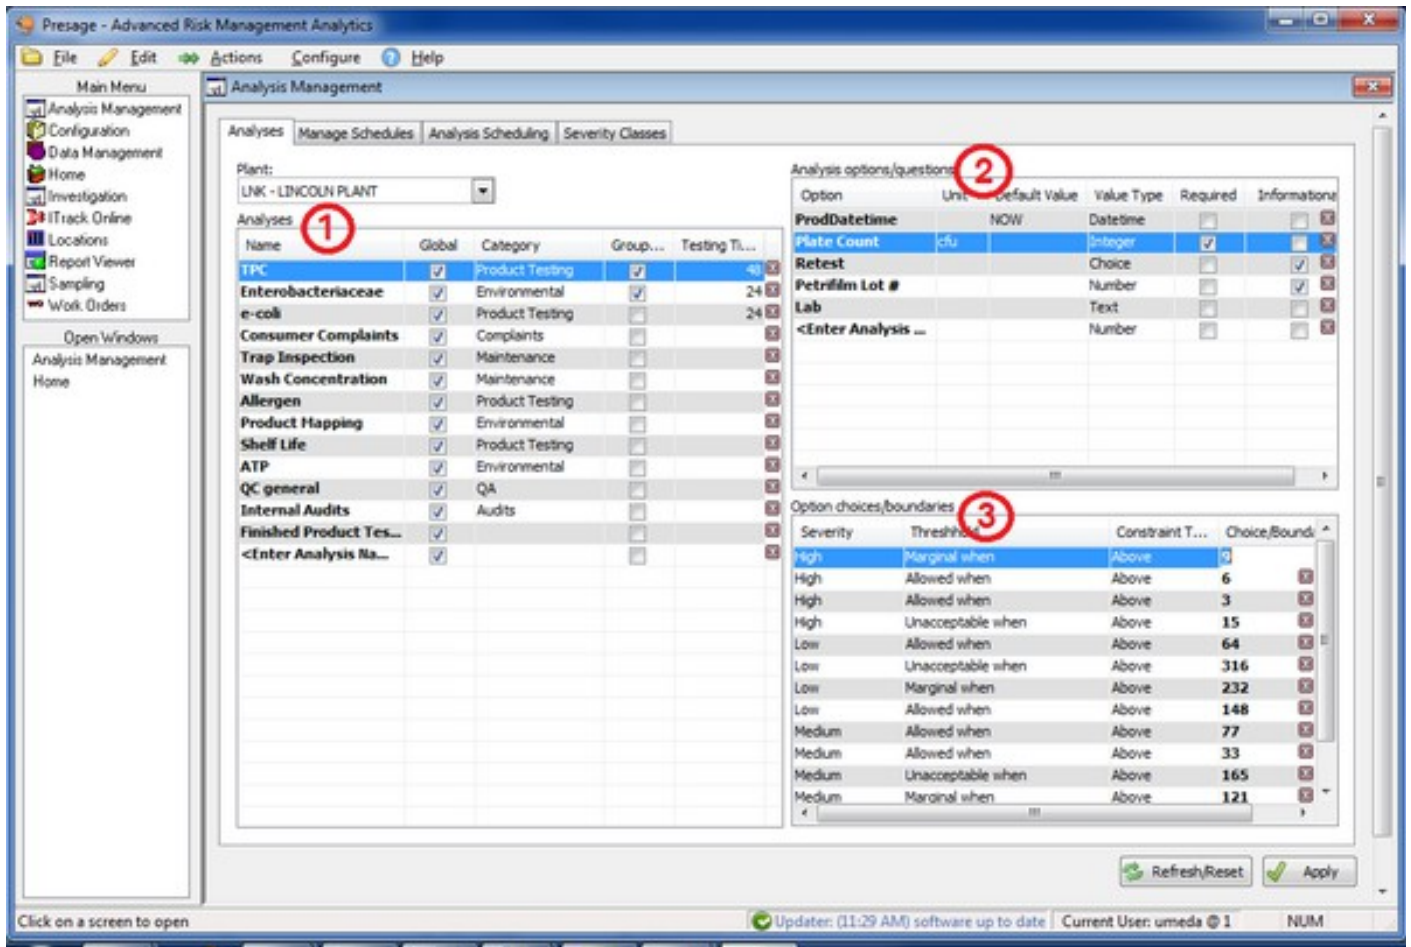 Presage - Advanced Risk Management Analytics
File Edit Actions Configure Help
Main Menu
Analysis Management
Configuration
Data Management
Home
Investigation
ITrack Online
Locations
Report Viewer
Sampling
Work Orders
Open Windows
Analysis Management
Home
Analysis Management
Analyses Manage Schedules Analysis Scheduling Severity Classes
Plant:
LNK - LINCOLN PLANT
Analyses
1
Name Global Category Group... Testing Ti...
TPC Product Testing 48
Enterobacteriaceae Environmental 24
e-coli Product Testing 24
Consumer Complaints Complaints
Trap Inspection Maintenance
Wash Concentration Maintenance
Allergen Product Testing
Product Mapping Environmental
Shelf Life Product Testing
ATP Environmental
QC general QA
Internal Audits Audits
Finished Product Tes...
<Enter Analysis Na...
Analysis options/questions
2
Option Unit Default Value Value Type Required Informationa
ProdDatetime NOW Datetime
Plate Count cfu Integer
Retest Choice
Petrifilm Lot # Number
Lab Text
<Enter Analysis ... Number
Option choices/boundaries
3
Severity Threshhold Constraint T... Choice/Bounda
High Marginal when Above 9
High Allowed when Above 6
High Allowed when Above 3
High Unacceptable when Above 15
Low Allowed when Above 64
Low Unacceptable when Above 316
Low Marginal when Above 232
Low Allowed when Above 148
Medium Allowed when Above 77
Medium Allowed when Above 33
Medium Unacceptable when Above 165
Medium Marginal when Above 121
Refresh/Reset Apply
Click on a screen to open
Updater: (11:29 AM) software up to date Current User: umeda @ 1 NUM